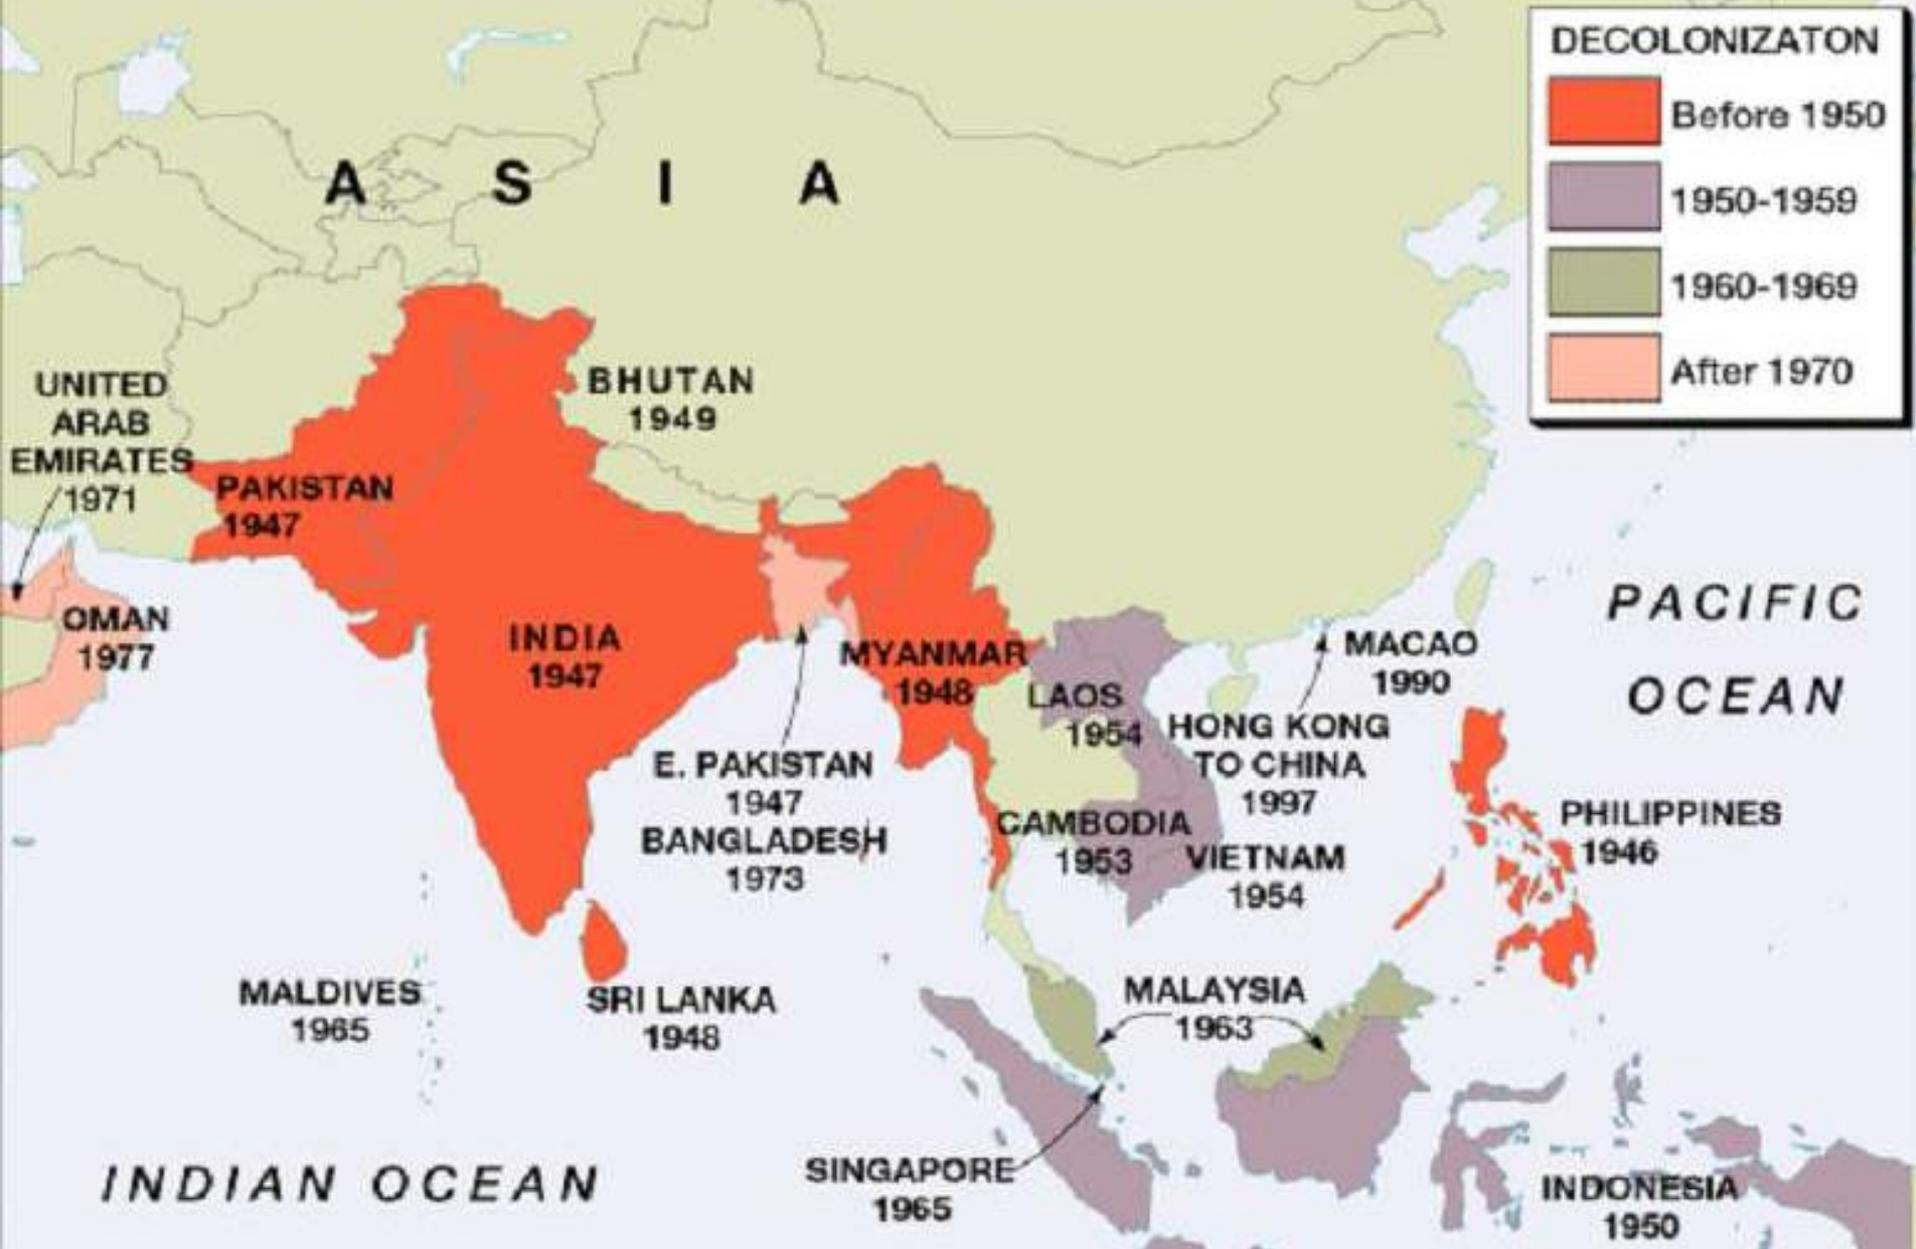 DECOLONIZATON
Before 1950
1950-1959
1960-1969
After 1970
A S I A
UNITED
ARAB
EMIRATES
1971
BHUTAN
1949
PAKISTAN
1947
OMAN
1977
INDIA
1947
MYANMAR
1948
LAOS
1954
MACAO
1990
HONG KONG
TO CHINA
1997
PACIFIC
OCEAN
E. PAKISTAN
1947
BANGLADESH
1973
CAMBODIA
1953
VIETNAM
1954
PHILIPPINES
1946
MALDIVES
1965
SRI LANKA
1948
MALAYSIA
1963
INDIAN OCEAN
SINGAPORE
1965
INDONESIA
1950